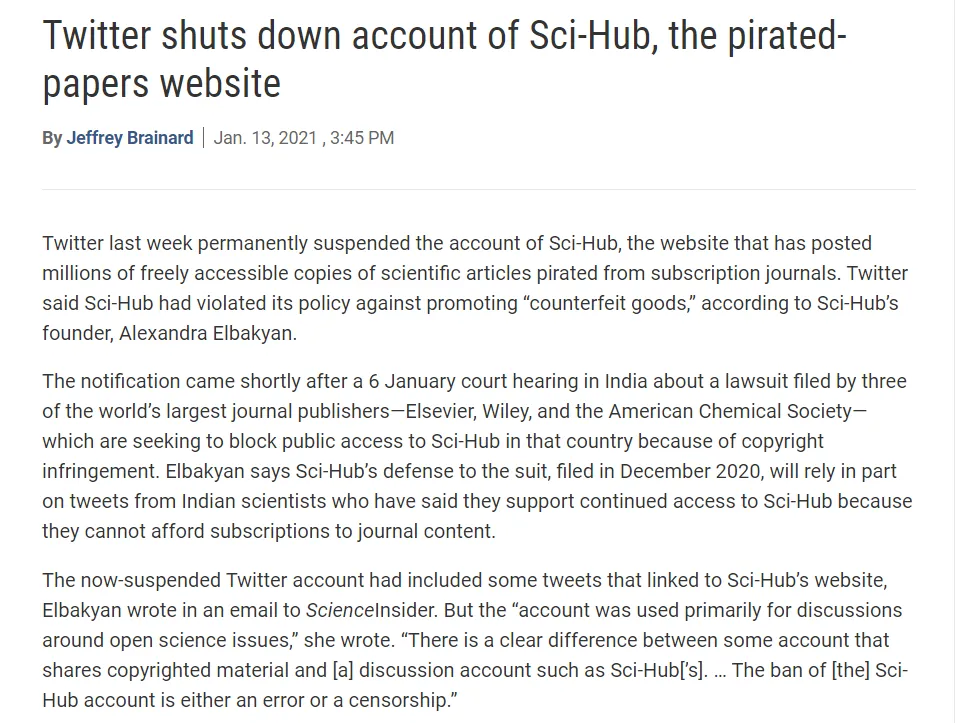 Twitter shuts down account of Sci-Hub, the pirated-
papers website
By Jeffrey Brainard | Jan. 13, 2021 , 3:45 PM
Twitter last week permanently suspended the account of Sci-Hub, the website that has posted
millions of freely accessible copies of scientific articles pirated from subscription journals. Twitter
said Sci-Hub had violated its policy against promoting “counterfeit goods,” according to Sci-Hub’s
founder, Alexandra Elbakyan.
The notification came shortly after a 6 January court hearing in India about a lawsuit filed by three
of the world’s largest journal publishers—Elsevier, Wiley, and the American Chemical Society—
which are seeking to block public access to Sci-Hub in that country because of copyright
infringement. Elbakyan says Sci-Hub’s defense to the suit, filed in December 2020, will rely in part
on tweets from Indian scientists who have said they support continued access to Sci-Hub because
they cannot afford subscriptions to journal content.
The now-suspended Twitter account had included some tweets that linked to Sci-Hub’s website,
Elbakyan wrote in an email to ScienceInsider. But the “account was used primarily for discussions
around open science issues,” she wrote. “There is a clear difference between some account that
shares copyrighted material and [a] discussion account such as Sci-Hub[’s]. … The ban of [the] Sci-
Hub account is either an error or a censorship.”